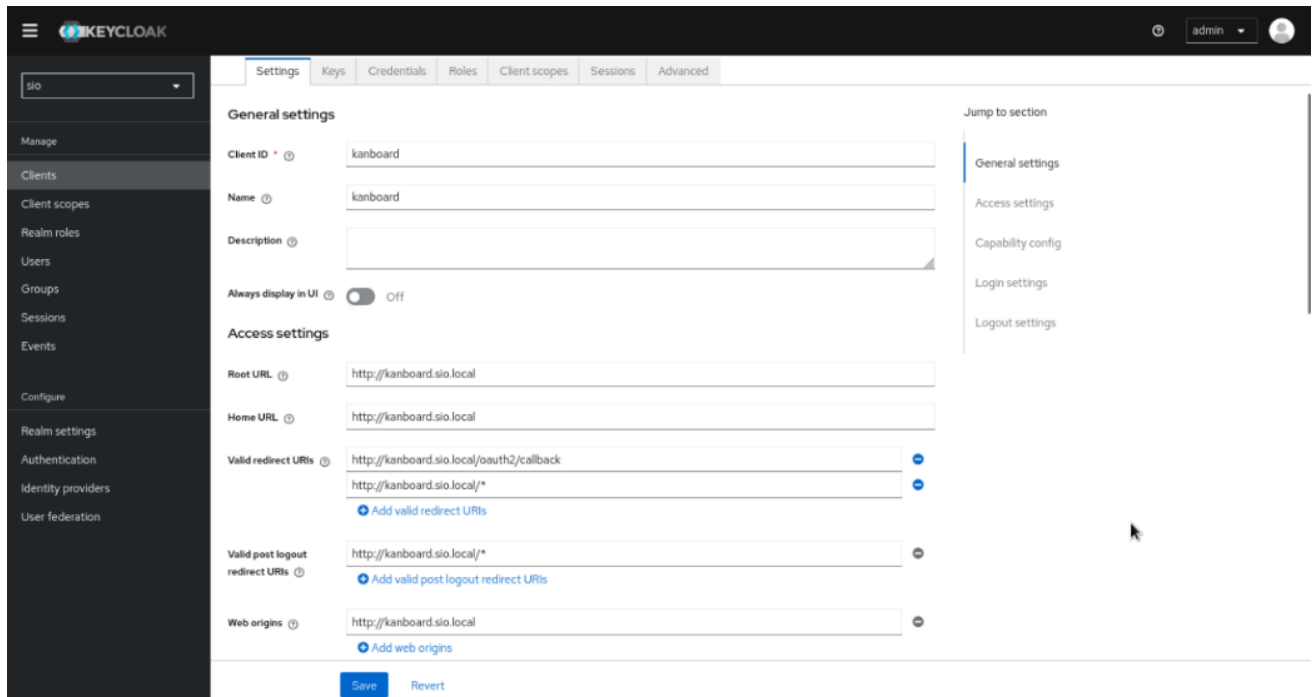 KEYCLOAK
admin
sio
Manage
Clients
Client scopes
Realm roles
Users
Groups
Sessions
Events
Configure
Realm settings
Authentication
Identity providers
User federation
Settings Keys Credentials Roles Client scopes Sessions Advanced
General settings
Client ID * kanboard
Name kanboard
Description
Always display in UI Off
Access settings
Root URL http://kanboard.sio.local
Home URL http://kanboard.sio.local
Valid redirect URIs http://kanboard.sio.local/oauth2/callback
http://kanboard.sio.local/*
Add valid redirect URIs
Valid post logout redirect URIs http://kanboard.sio.local/*
Add valid post logout redirect URIs
Web origins http://kanboard.sio.local
Add web origins
Save Revert
Jump to section
General settings
Access settings
Capability config
Login settings
Logout settings